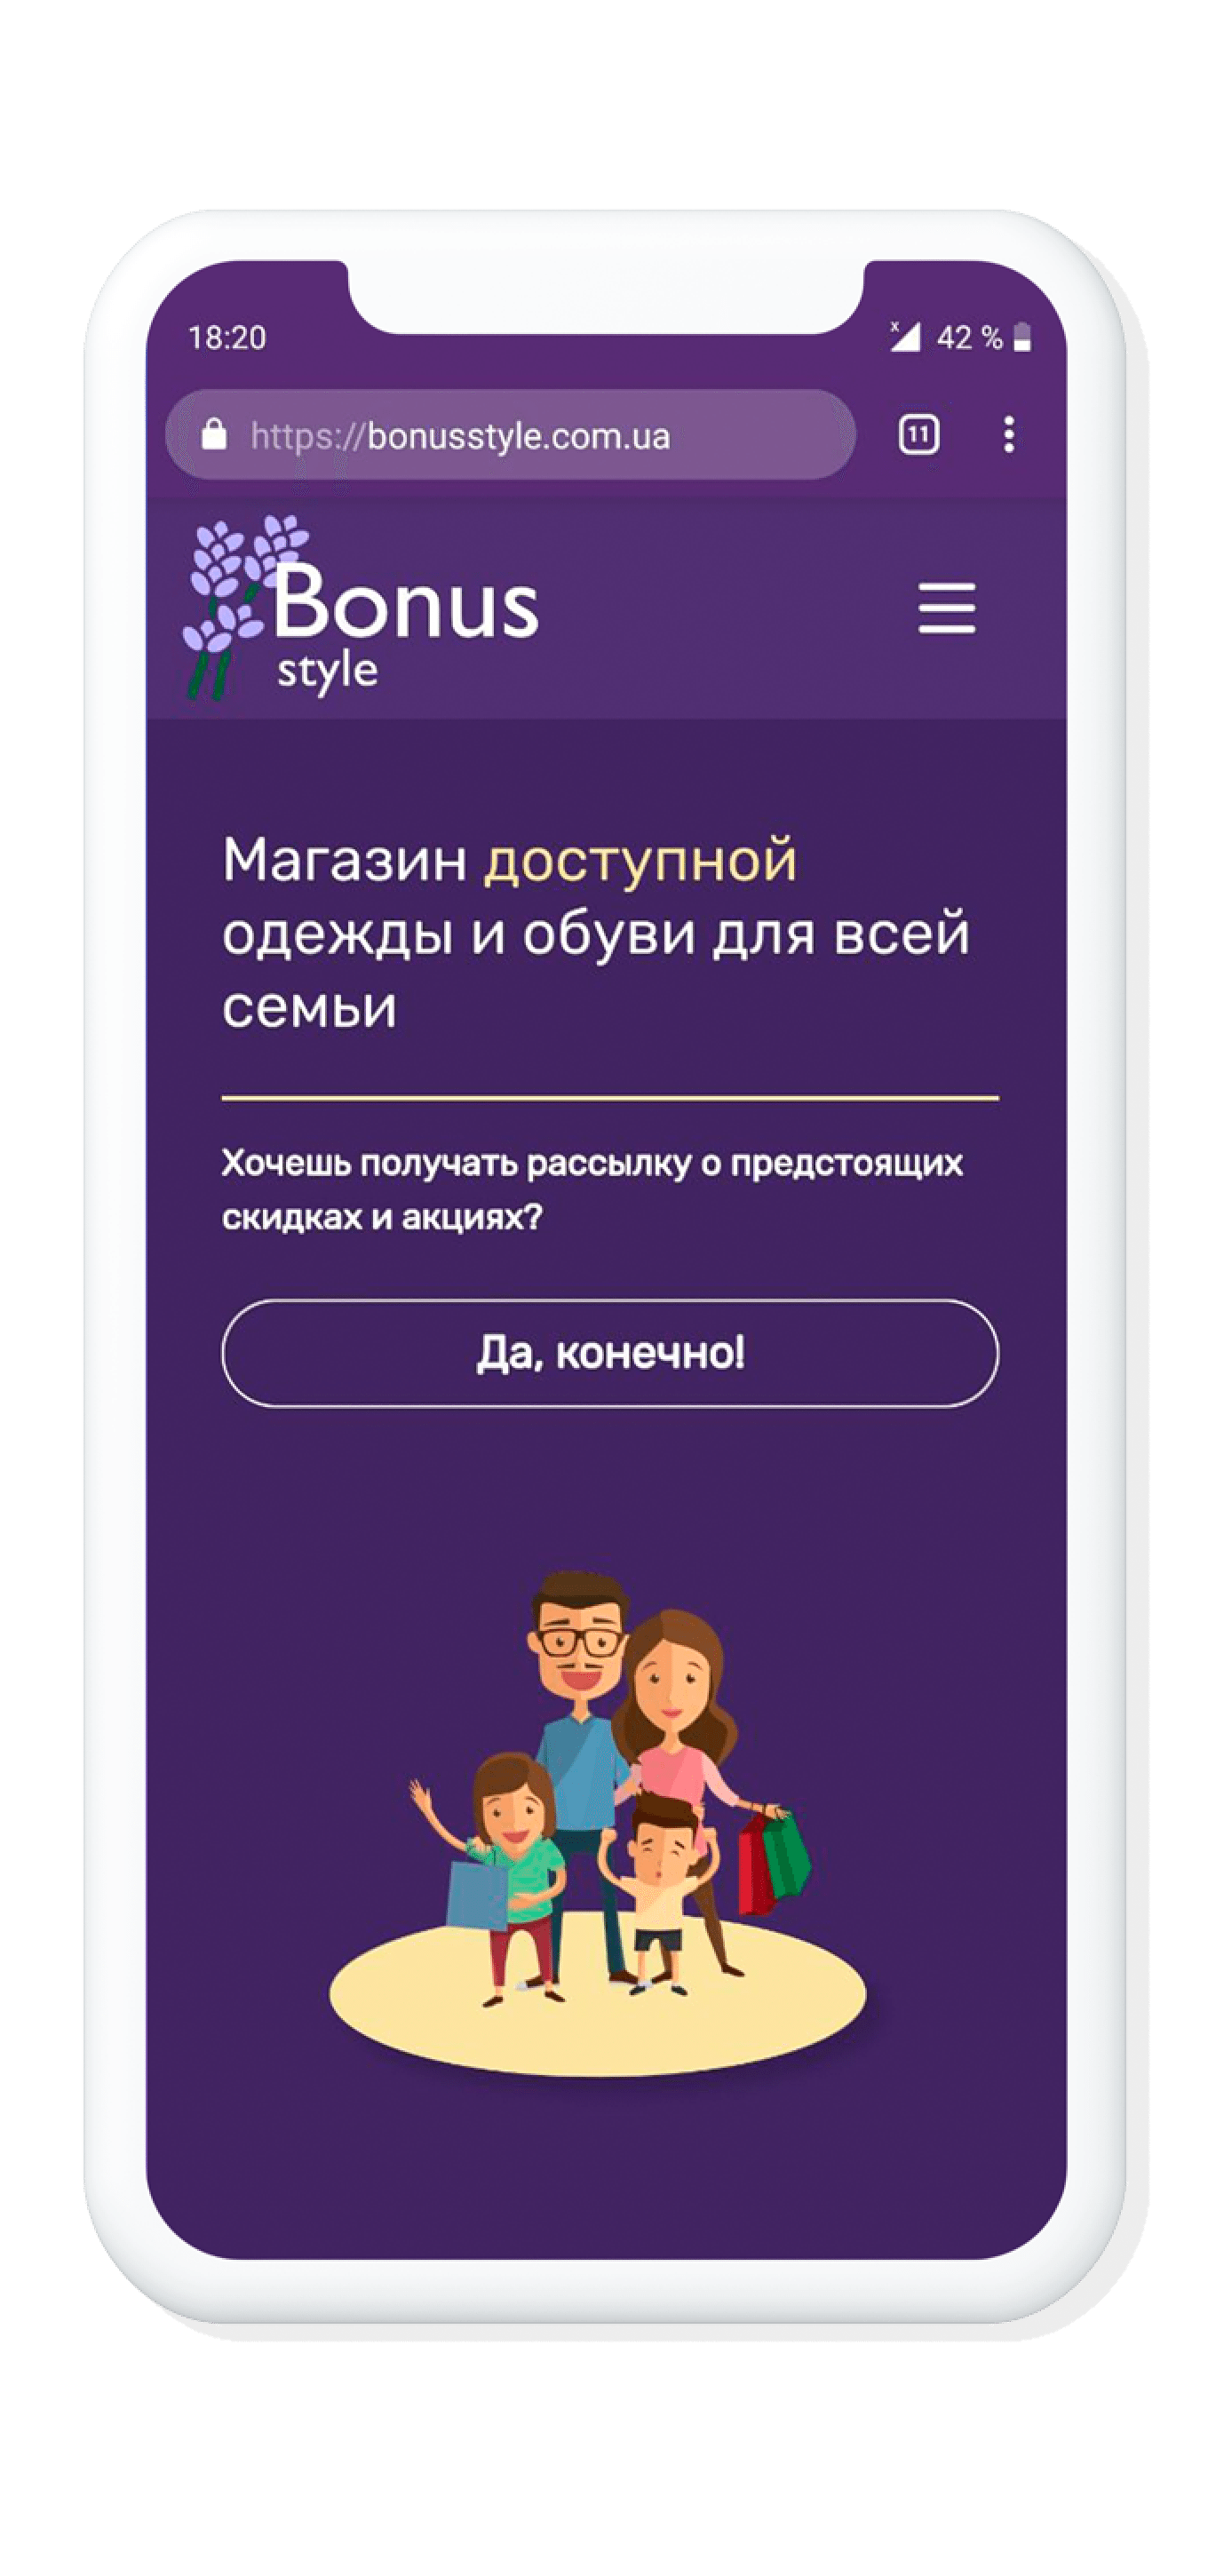 18:20
x 42 %
https://bonusstyle.com.ua
11
Bonus
style
Магазин доступной
одежды и обуви для всей
семьи
Хочешь получать рассылку о предстоящих
скидках и акциях?
Да, конечно!